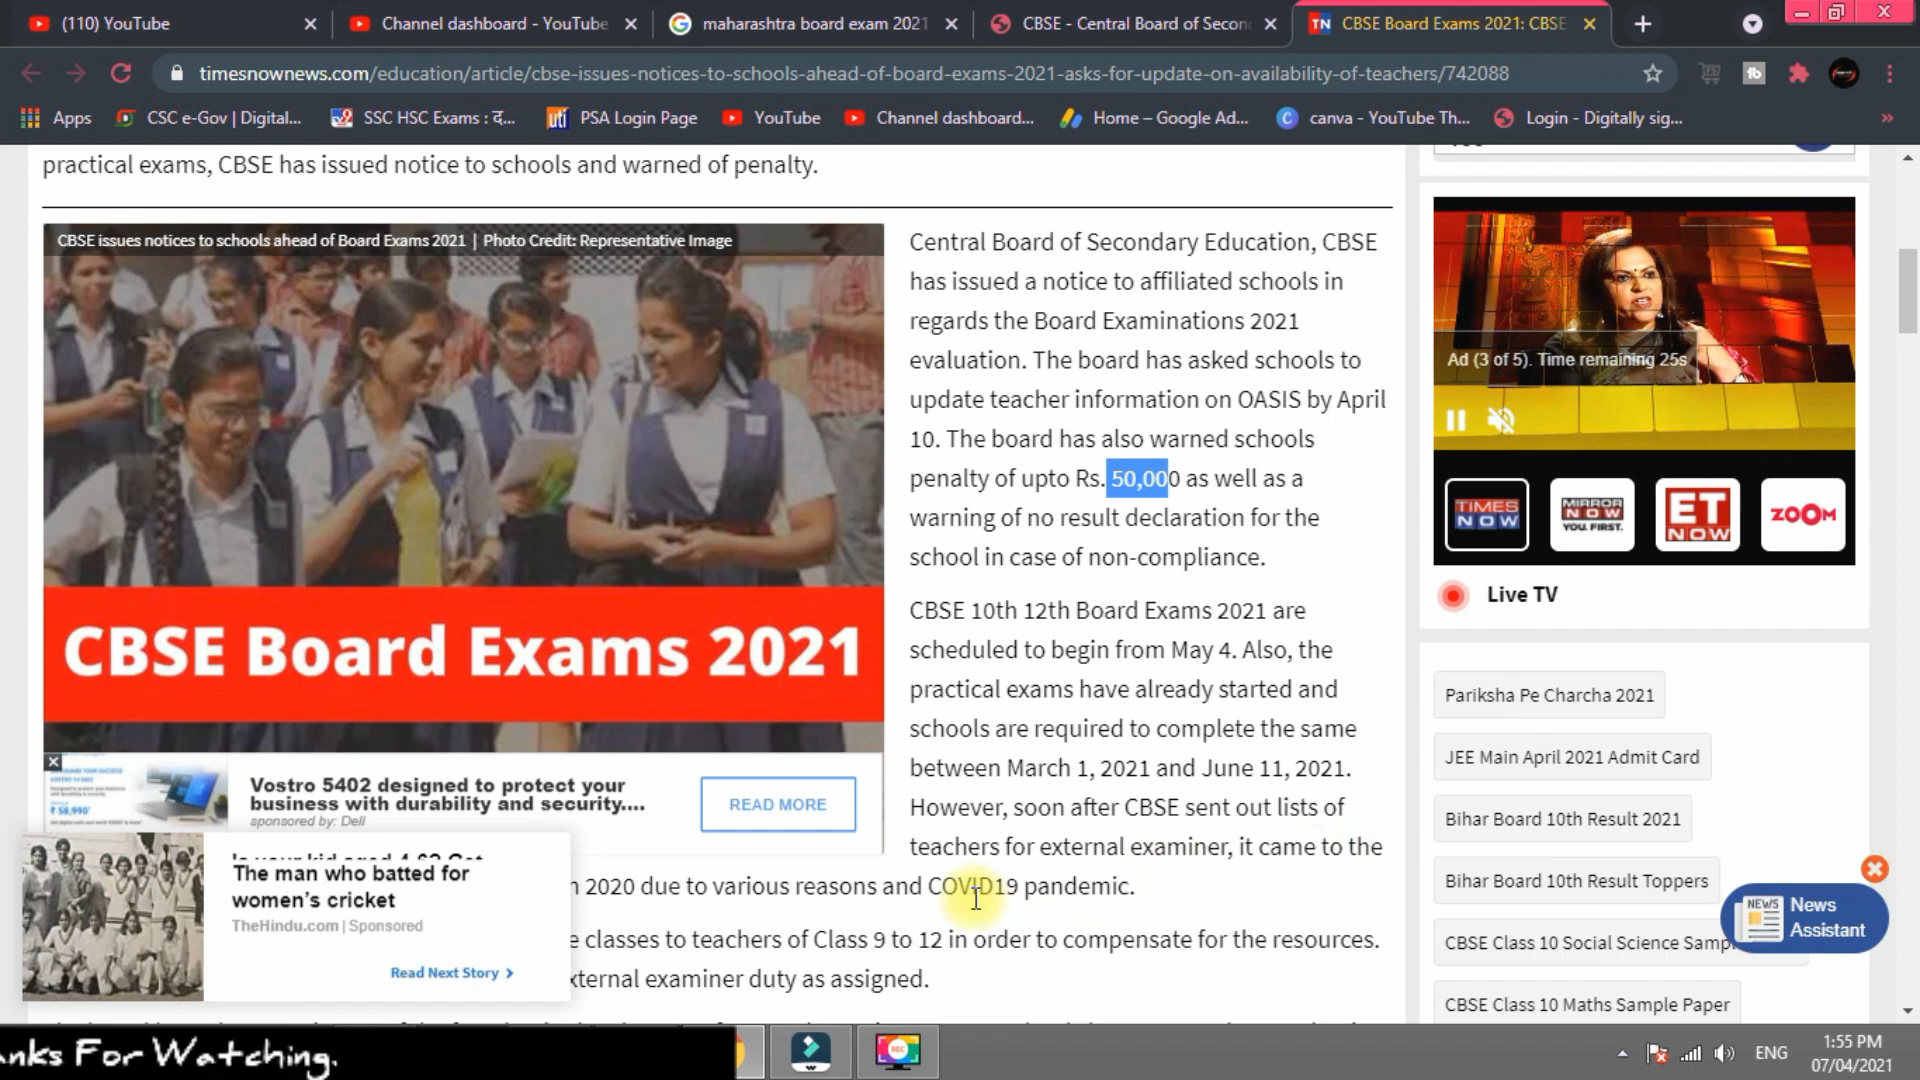 (110) YouTube
Channel dashboard - YouTube
maharashtra board exam 2021
CBSE - Central Board of Secon
CBSE Board Exams 2021: CBSE
timesnownews.com/education/article/cbse-issues-notices-to-schools-ahead-of-board-exams-2021-asks-for-update-on-availability-of-teachers/742088
Apps
CSC e-Gov | Digital...
SSC HSC Exams : द...
PSA Login Page
YouTube
Channel dashboard...
Home – Google Ad...
canva - YouTube Th...
Login - Digitally sig...
practical exams, CBSE has issued notice to schools and warned of penalty.
CBSE issues notices to schools ahead of Board Exams 2021 | Photo Credit: Representative Image
CBSE Board Exams 2021
Central Board of Secondary Education, CBSE
has issued a notice to affiliated schools in
regards the Board Examinations 2021
evaluation. The board has asked schools to
update teacher information on OASIS by April
10. The board has also warned schools
penalty of upto Rs. 50,000 as well as a
warning of no result declaration for the
school in case of non-compliance.
CBSE 10th 12th Board Exams 2021 are
scheduled to begin from May 4. Also, the
practical exams have already started and
schools are required to complete the same
between March 1, 2021 and June 11, 2021.
However, soon after CBSE sent out lists of
teachers for external examiner, it came to the
2020 due to various reasons and COVID19 pandemic.
classes to teachers of Class 9 to 12 in order to compensate for the resources.
examiner duty as assigned.
Vostro 5402 designed to protect your
business with durability and security....
sponsored by: Dell
READ MORE
₹ 58,990*
The man who batted for
women's cricket
TheHindu.com | Sponsored
Read Next Story >
Ad (3 of 5). Time remaining 25s
TIMES NOW
MIRROR NOW
YOU. FIRST.
ET NOW
ZOOM
Live TV
Pariksha Pe Charcha 2021
JEE Main April 2021 Admit Card
Bihar Board 10th Result 2021
Bihar Board 10th Result Toppers
CBSE Class 10 Social Science Samp
CBSE Class 10 Maths Sample Paper
NEWS
News
Assistant
anks For Watching.
REC
ENG
1:55 PM
07/04/2021